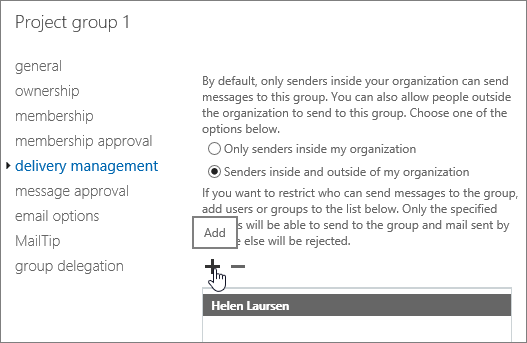 Project group 1
general
ownership
membership
membership approval
delivery management
message approval
email options
MailTip
group delegation
By default, only senders inside your organization can send
messages to this group. You can also allow people outside
the organization to send to this group. Choose one of the
options below.
Only senders inside my organization
Senders inside and outside of my organization
If you want to restrict who can send messages to the group,
add users or groups to the list below. Only the specified
will be able to send to the group and mail sent by
else will be rejected.
Add
Helen Laursen